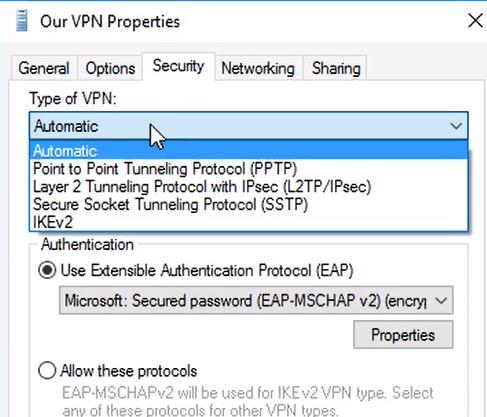 Our VPN Properties
General Options Security Networking Sharing
Type of VPN:
Automatic
Automatic
Point to Point Tunneling Protocol (PPTP)
Layer 2 Tunneling Protocol with IPsec (L2TP/IPsec)
Secure Socket Tunneling Protocol (SSTP)
IKEv2
Authentication
Use Extensible Authentication Protocol (EAP)
Microsoft: Secured password (EAP-MSCHAP v2) (encry
Properties
Allow these protocols
EAP-MSCHAPv2 will be used for IKEv2 VPN type. Select
any of these protocols for other VPN types.